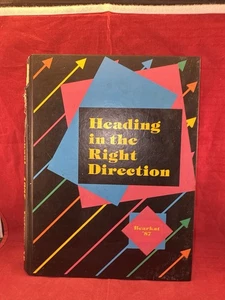 Heading
in the
Right
Direction
Bearkat
'87